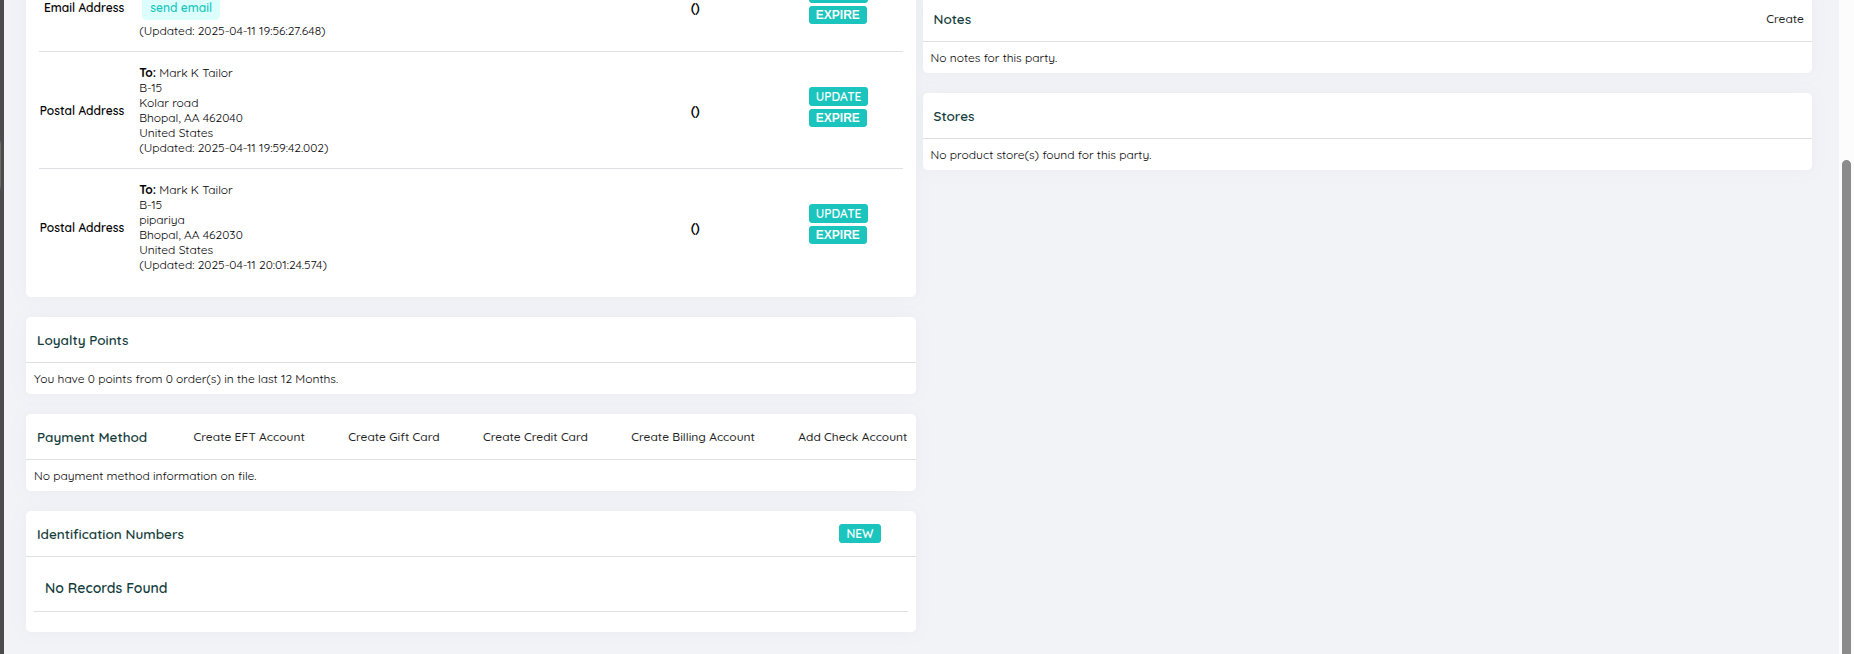 Email Address
send email
()
EXPIRE
(Updated: 2025-04-11 19:56:27.648)
Postal Address
To: Mark K Tailor
B-15
Kolar road
Bhopal, AA 462040
United States
(Updated: 2025-04-11 19:59:42.002)
()
UPDATE
EXPIRE
Postal Address
To: Mark K Tailor
B-15
pipariya
Bhopal, AA 462030
United States
(Updated: 2025-04-11 20:01:24.574)
()
UPDATE
EXPIRE
Loyalty Points
You have 0 points from 0 order(s) in the last 12 Months.
Payment Method Create EFT Account Create Gift Card Create Credit Card Create Billing Account Add Check Account
No payment method information on file.
Identification Numbers NEW
No Records Found
Notes Create
No notes for this party.
Stores
No product store(s) found for this party.